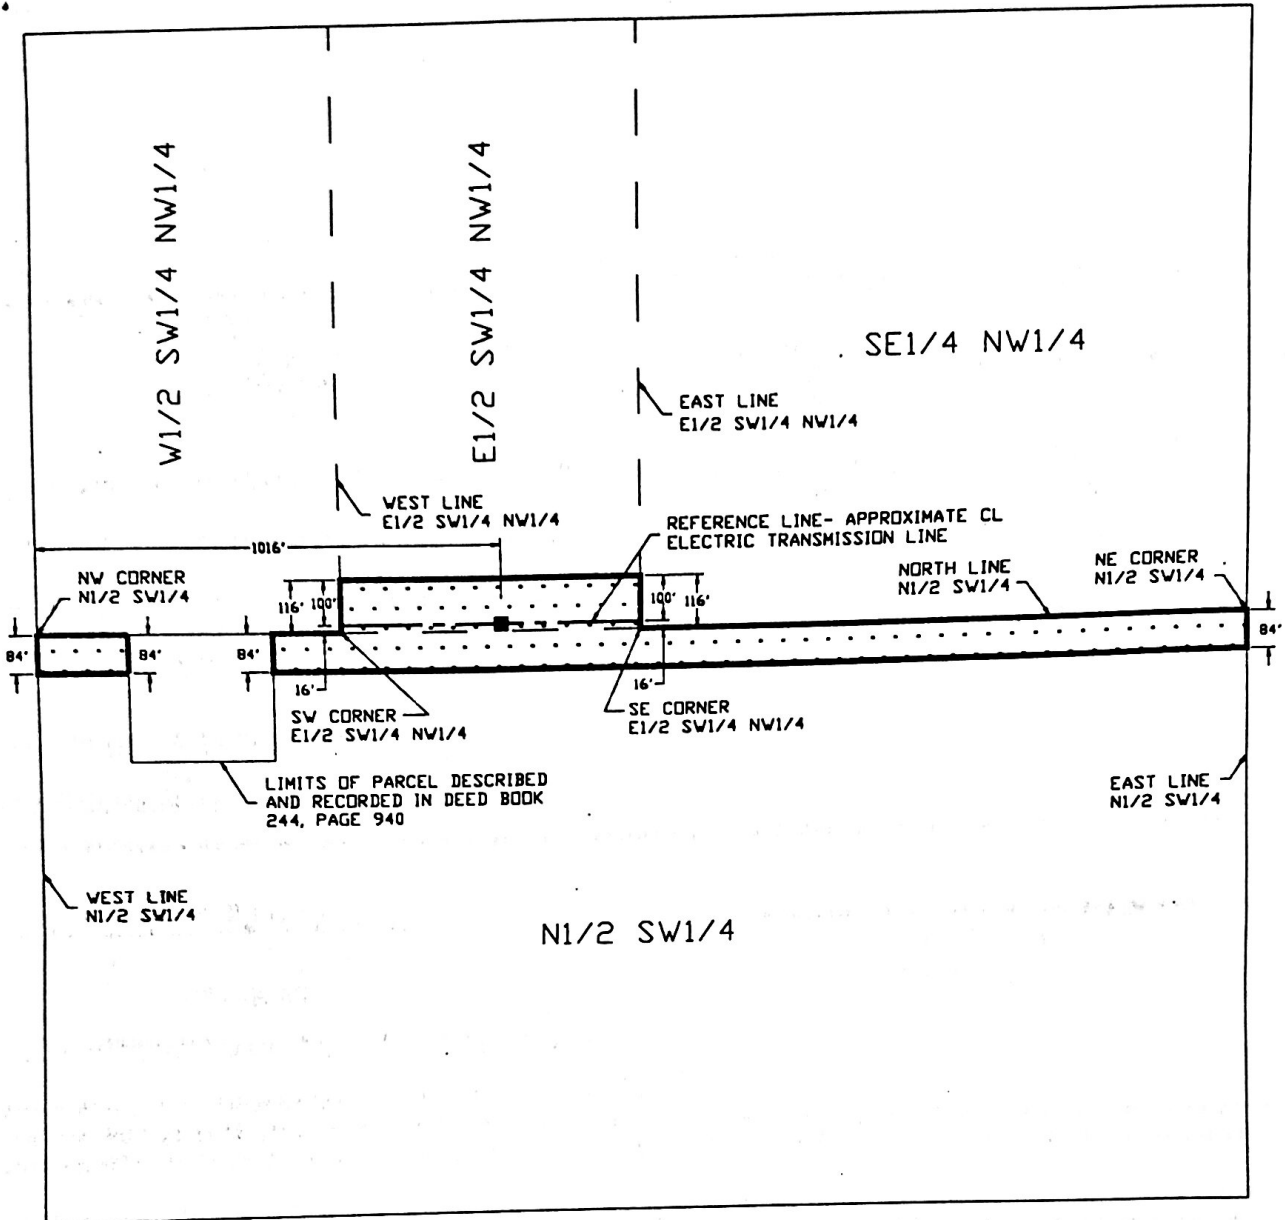 W1/2 SW1/4 NW1/4
E1/2 SW1/4 NW1/4
SE1/4 NW1/4
EAST LINE
E1/2 SW1/4 NW1/4
WEST LINE
E1/2 SW1/4 NW1/4
REFERENCE LINE- APPROXIMATE CL
ELECTRIC TRANSMISSION LINE
1016'
NW CORNER
N1/2 SW1/4
NORTH LINE
N1/2 SW1/4
NE CORNER
N1/2 SW1/4
116'
100'
100'
116'
84'
84'
84'
84'
16'
16'
SW CORNER
E1/2 SW1/4 NW1/4
SE CORNER
E1/2 SW1/4 NW1/4
LIMITS OF PARCEL DESCRIBED
AND RECORDED IN DEED BOOK
244, PAGE 940
EAST LINE
N1/2 SW1/4
WEST LINE
N1/2 SW1/4
N1/2 SW1/4